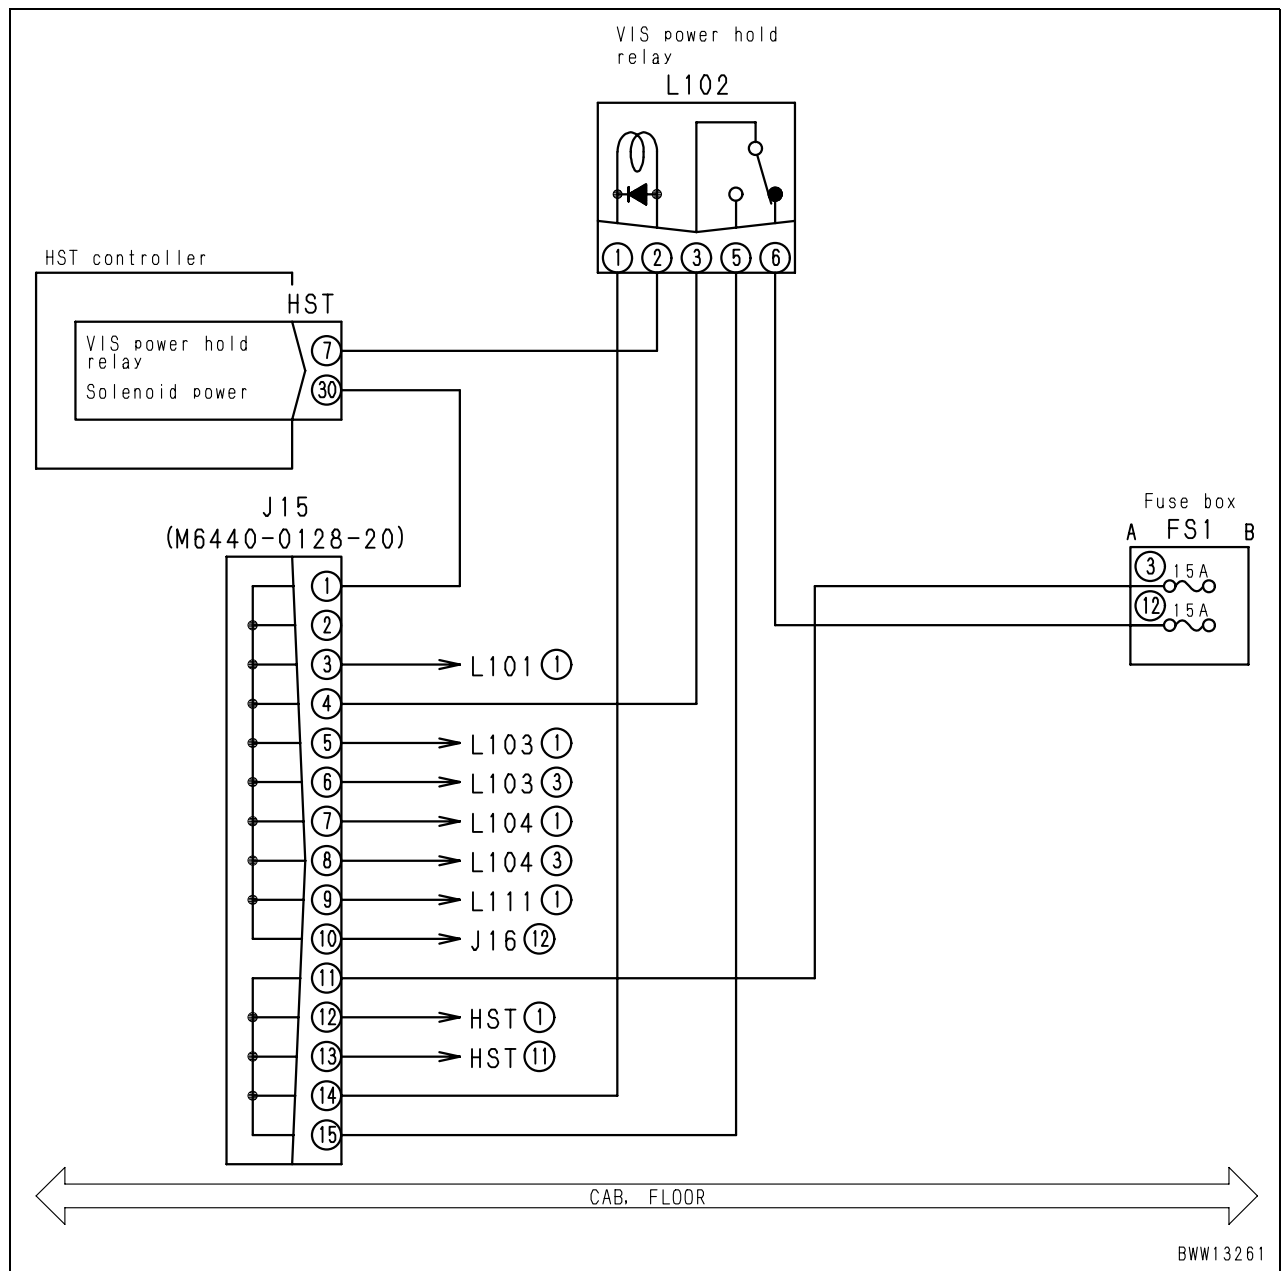 VIS power hold
relay
L102
1 2 3 5 6
HST controller
HST
VIS power hold
relay
7
Solenoid power
30
J15
(M6440-0128-20)
Fuse box
A FS1 B
3 15A
12 15A
1
2
3 L101 1
4
5 L103 1
6 L103 3
7 L104 1
8 L104 3
9 L111 1
10 J16 12
11
12 HST 1
13 HST 11
14
15
CAB. FLOOR
BWW13261